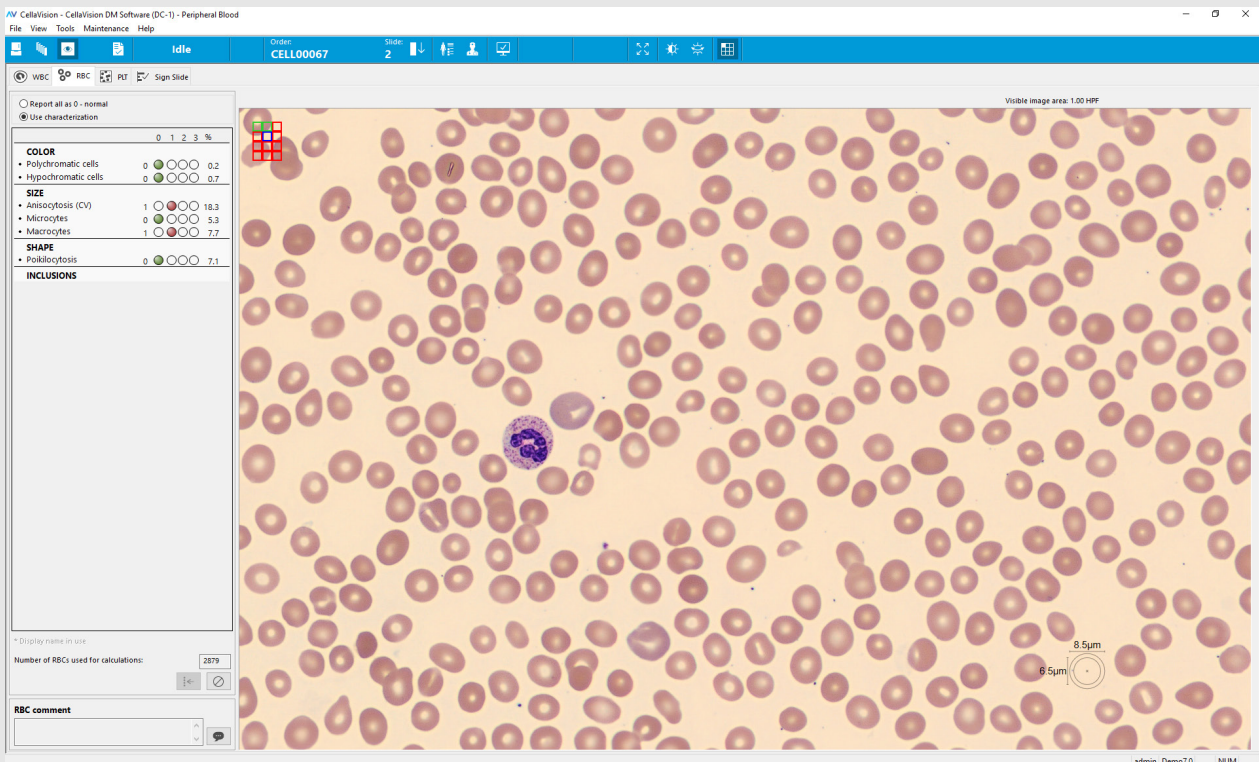 CellaVision - CellaVision DM Software (DC-1) - Peripheral Blood
File View Tools Maintenance Help
Idle
Order:
CELL00067
Slide:
2
WBC RBC PLT Sign Slide
Report all as 0 - normal
Use characterization
Visible image area: 1.00 HPF
0 1 2 3 %
COLOR
• Polychromatic cells 0 0.2
• Hypochromatic cells 0 0.7
SIZE
• Anisocytosis (CV) 1 18.3
• Microcytes 0 5.3
• Macrocytes 1 7.7
SHAPE
• Poikilocytosis 0 7.1
INCLUSIONS
8.5µm
6.5µm
* Display name in use
Number of RBCs used for calculations: 2879
RBC comment
admin Demo7.0 NUM